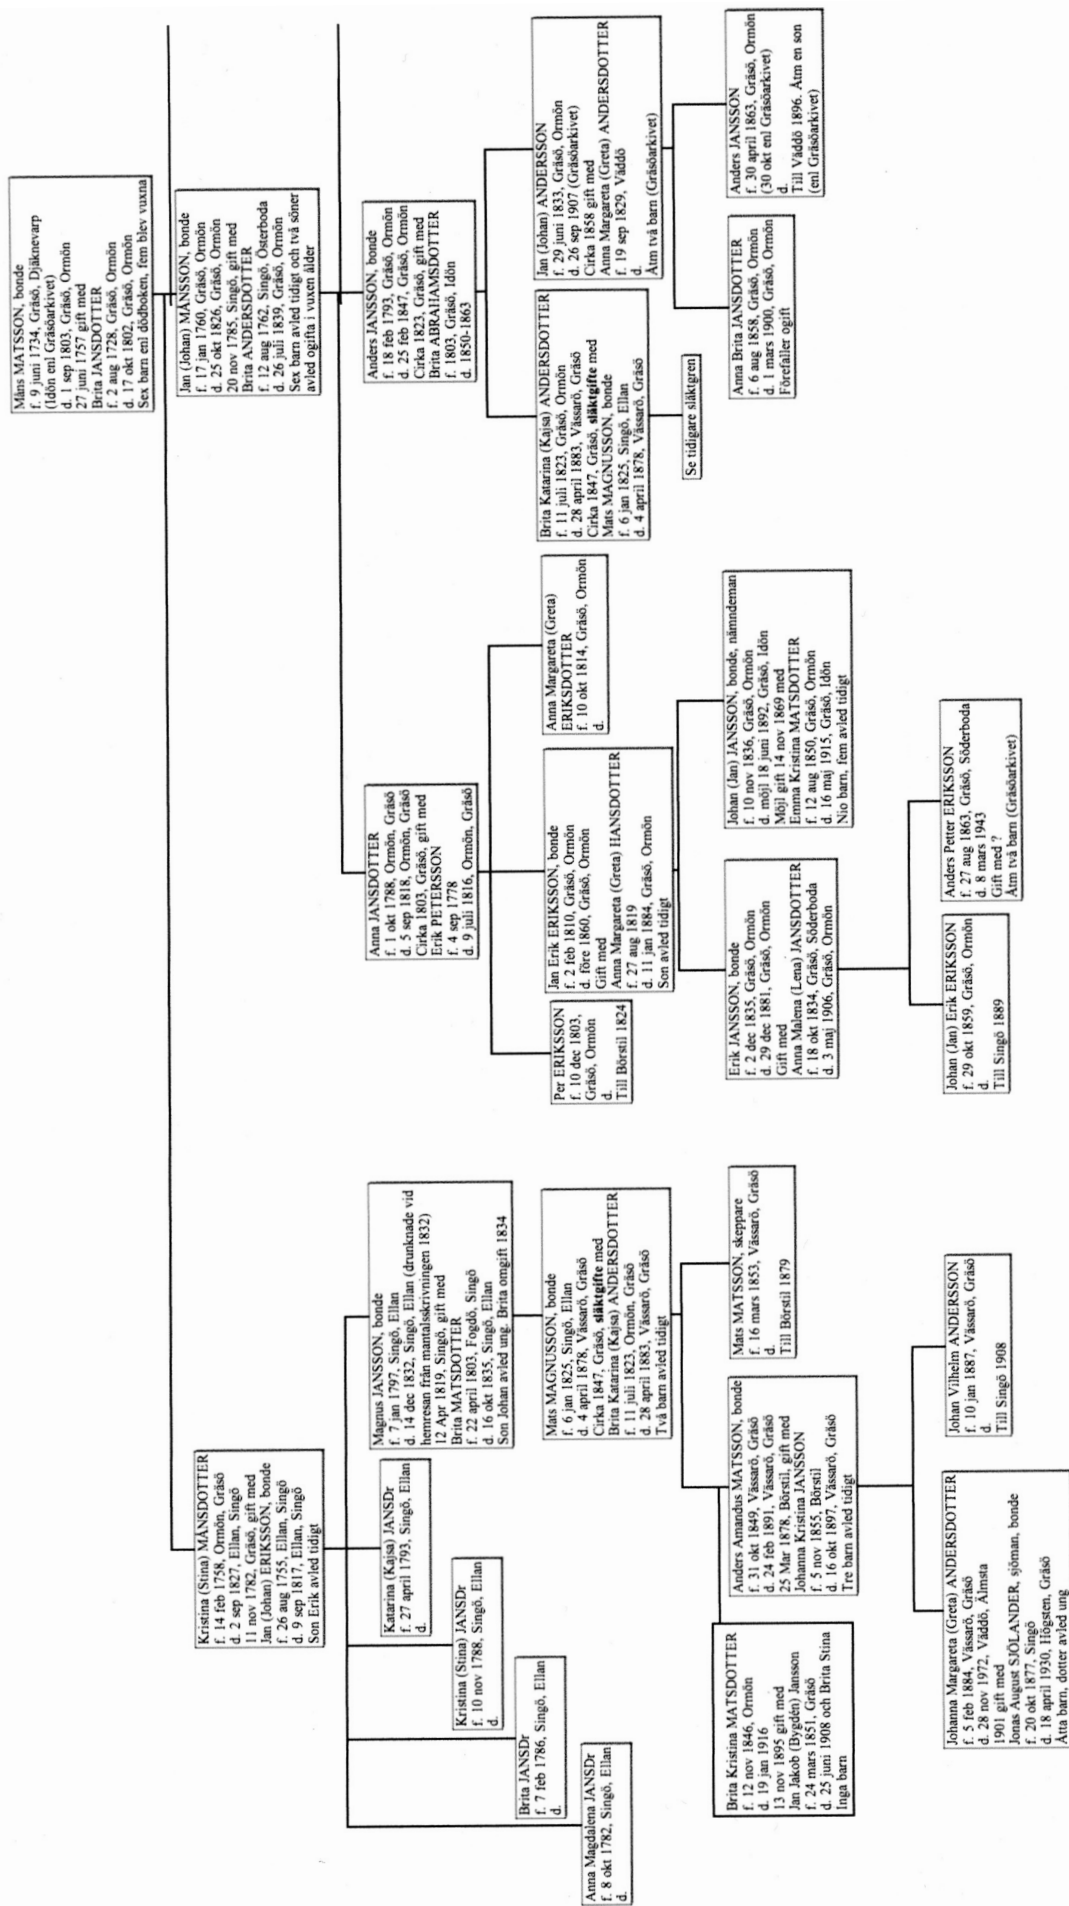 Måns MATSSON, bonde
f. 9 juni 1734, Gräsö, Djäknevarp
(Idön enl Gräsöarkivet)
d. 1 sep 1803, Gräsö, Ormön
27 juni 1757 gift med
Brita JANSDOTTER
f. 2 aug 1728, Gräsö, Ormön
d. 17 okt 1802, Gräsö, Ormön
Sex barn enl dödboken, fem blev vuxna
Kristina (Stina) MÅNSDOTTER
f. 14 feb 1758, Ormön, Gräsö
d. 2 sep 1827, Ellan, Singö
11 nov 1782, Gräsö, gift med
Jan (Johan) ERIKSSON, bonde
f. 26 aug 1755, Ellan, Singö
d. 9 sep 1817, Ellan, Singö
Son Erik avled tidigt
Jan (Johan) MÅNSSON, bonde
f. 17 jan 1760, Gräsö, Ormön
d. 25 okt 1826, Gräsö, Ormön
20 nov 1785, Singö, gift med
Brita ANDERSDOTTER
f. 12 aug 1762, Singö, Österboda
d. 26 juli 1839, Gräsö, Ormön
Sex barn avled tidigt och två söner
avled ogifta i vuxen ålder
Anna Magdalena JANSDr
f. 8 okt 1782, Singö, Ellan
d.
Brita JANSDr
f. 7 feb 1786, Singö, Ellan
d.
Kristina (Stina) JANSDr
f. 10 nov 1788, Singö, Ellan
d.
Katarina (Kajsa) JANSDr
f. 27 april 1793, Singö, Ellan
d.
Magnus JANSSON, bonde
f. 7 jan 1797, Singö, Ellan
d. 14 dec 1832, Singö, Ellan (drunknade vid
hemresan från mantalsskrivningen 1832)
12 Apr 1819, Singö, gift med
Brita MATSDOTTER
f. 22 april 1803, Fogdö, Singö
d. 16 okt 1835, Singö, Ellan
Son Johan avled ung. Brita omgift 1834
Anna JANSDOTTER
f. 1 okt 1788, Ormön, Gräsö
d. 5 sep 1818, Ormön, Gräsö
Cirka 1803, Gräsö, gift med
Erik PETERSSON
f. 4 sep 1778
d. 9 juli 1816, Ormön, Gräsö
Anders JANSSON, bonde
f. 18 feb 1793, Gräsö, Ormön
d. 25 feb 1847, Gräsö, Ormön
Cirka 1823, Gräsö, gift med
Brita ABRAHAMSDOTTER
f. 1803, Gräsö, Idön
d. 1850-1863
Mats MAGNUSSON, bonde
f. 6 jan 1825, Singö, Ellan
d. 4 april 1878, Vässarö, Gräsö
Cirka 1847, Gräsö, släktgifte med
Brita Katarina (Kajsa) ANDERSDOTTER
f. 11 juli 1823, Ormön, Gräsö
d. 28 april 1883, Vässarö, Gräsö
Två barn avled tidigt
Per ERIKSSON
f. 10 dec 1803,
Gräsö, Ormön
d.
Till Börstil 1824
Jan Erik ERIKSSON, bonde
f. 2 feb 1810, Gräsö, Ormön
d. före 1860, Gräsö, Ormön
Gift med
Anna Margareta (Greta) HANSDOTTER
f. 27 aug 1819
d. 11 jan 1884, Gräsö, Ormön
Son avled tidigt
Anna Margareta (Greta)
ERIKSDOTTER
f. 10 okt 1814, Gräsö, Ormön
d.
Brita Katarina (Kajsa) ANDERSDOTTER
f. 11 juli 1823, Gräsö, Ormön
d. 28 april 1883, Vässarö, Gräsö
Cirka 1847, Gräsö, släktgifte med
Mats MAGNUSSON, bonde
f. 6 jan 1825, Singö, Ellan
d. 4 april 1878, Vässarö, Gräsö
Jan (Johan) ANDERSSON
f. 29 juni 1833, Gräsö, Ormön
d. 26 sep 1907 (Gräsöarkivet)
Cirka 1858 gift med
Anna Margareta (Greta) ANDERSDOTTER
f. 19 sep 1829, Väddö
d.
Åtm två barn (Gräsöarkivet)
Brita Kristina MATSDOTTER
f. 12 nov 1846, Ormön
d. 19 jan 1916
13 nov 1895 gift med
Jan Jakob (Bygdén) Jansson
f. 24 mars 1851, Gräsö
d. 25 juni 1908 och Brita Stina
Inga barn
Anders Amandus MATSSON, bonde
f. 31 okt 1849, Vässarö, Gräsö
d. 24 feb 1891, Vässarö, Gräsö
25 Mar 1878, Börstil, gift med
Johanna Kristina JANSSON
f. 5 nov 1855, Börstil
d. 16 okt 1897, Vässarö, Gräsö
Tre barn avled tidigt
Mats MATSSON, skeppare
f. 16 mars 1853, Vässarö, Gräsö
d.
Till Börstil 1879
Erik JANSSON, bonde
f. 2 dec 1835, Gräsö, Ormön
d. 29 dec 1881, Gräsö, Ormön
Gift med
Anna Malena (Lena) JANSDOTTER
f. 18 okt 1834, Gräsö, Söderboda
d. 3 maj 1906, Gräsö, Ormön
Johan (Jan) JANSSON, bonde, nämndeman
f. 10 nov 1836, Gräsö, Ormön
d. möjl 18 juni 1892, Gräsö, Idön
Möjl gift 14 nov 1869 med
Emma Kristina MATSDOTTER
f. 12 aug 1850, Gräsö, Ormön
d. 16 maj 1915, Gräsö, Idön
Nio barn, fem avled tidigt
Se tidigare släktgren
Anna Brita JANSDOTTER
f. 6 aug 1858, Gräsö, Ormön
d. 1 mars 1900, Gräsö, Ormön
Förefaller ogift
Anders JANSSON
f. 30 april 1863, Gräsö, Ormön
(30 okt enl Gräsöarkivet)
d.
Till Väddö 1896. Åtm en son
(enl Gräsöarkivet)
Johanna Margareta (Greta) ANDERSDOTTER
f. 5 feb 1884, Vässarö, Gräsö
d. 28 nov 1972, Väddö, Älmsta
1901 gift med
Jonas August SJÖLANDER, sjöman, bonde
f. 20 okt 1877, Singö
d. 18 april 1930, Högsten, Gräsö
Åtta barn, dotter avled ung
Johan Vilhelm ANDERSSON
f. 10 jan 1887, Vässarö, Gräsö
d.
Till Singö 1908
Johan (Jan) Erik ERIKSSON
f. 29 okt 1859, Gräsö, Ormön
d.
Till Singö 1889
Anders Petter ERIKSSON
f. 27 aug 1863, Gräsö, Söderboda
d. 8 mars 1943
Gift med ?
Åtm två barn (Gräsöarkivet)